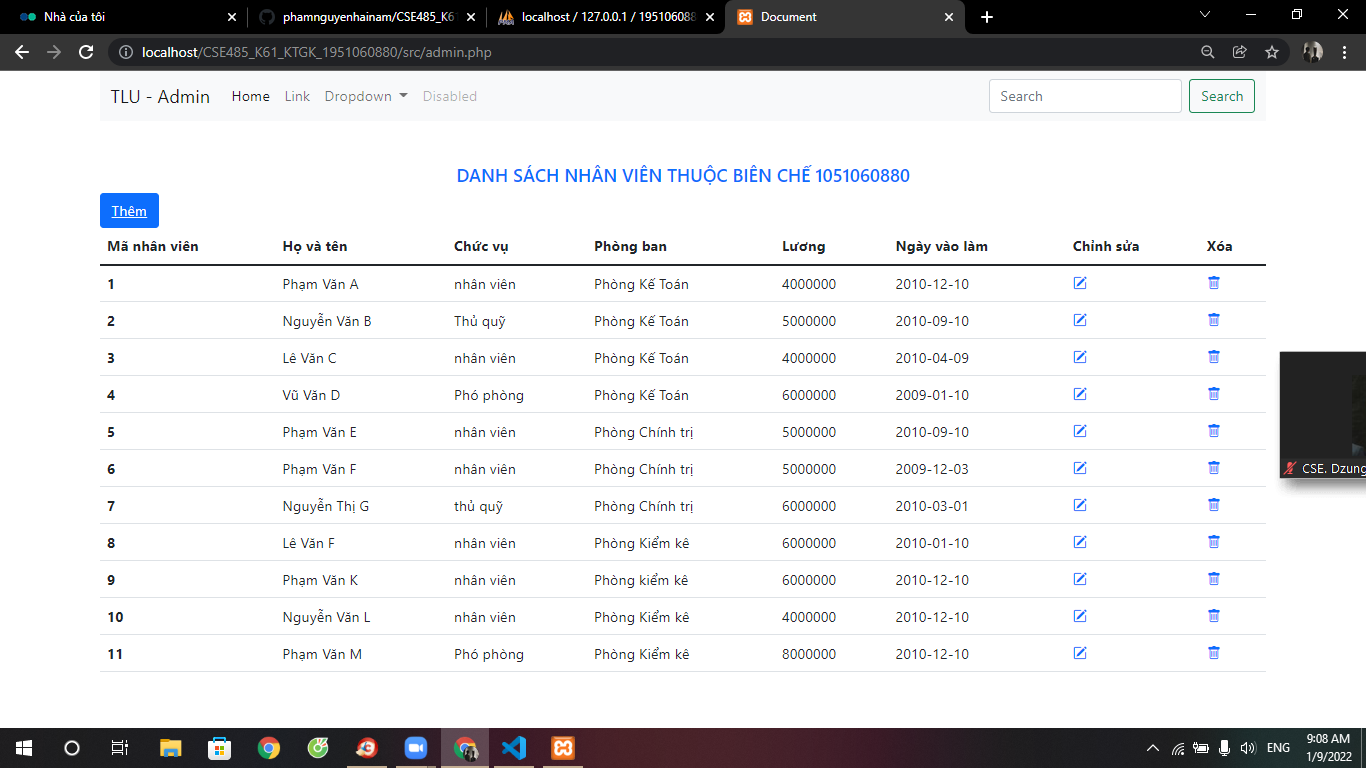 Nhà của tôi
phamnguyenhainam/CSE485_K6
localhost / 127.0.0.1 / 195106088
Document
localhost/CSE485_K61_KTGK_1951060880/src/admin.php
TLU - Admin Home Link Dropdown Disabled Search Search
DANH SÁCH NHÂN VIÊN THUỘC BIÊN CHẾ 1051060880
Thêm
Mã nhân viên Họ và tên Chức vụ Phòng ban Lương Ngày vào làm Chỉnh sửa Xóa
1 Phạm Văn A nhân viên Phòng Kế Toán 4000000 2010-12-10
2 Nguyễn Văn B Thủ quỹ Phòng Kế Toán 5000000 2010-09-10
3 Lê Văn C nhân viên Phòng Kế Toán 4000000 2010-04-09
4 Vũ Văn D Phó phòng Phòng Kế Toán 6000000 2009-01-10
5 Phạm Văn E nhân viên Phòng Chính trị 5000000 2010-09-10
6 Phạm Văn F nhân viên Phòng Chính trị 5000000 2009-12-03
7 Nguyễn Thị G thủ quỹ Phòng Chính trị 6000000 2010-03-01
8 Lê Văn F nhân viên Phòng Kiểm kê 6000000 2010-01-10
9 Phạm Văn K nhân viên Phòng kiểm kê 6000000 2010-12-10
10 Nguyễn Văn L nhân viên Phòng Kiểm kê 4000000 2010-12-10
11 Phạm Văn M Phó phòng Phòng Kiểm kê 8000000 2010-12-10
CSE. Dzung
ENG
9:08 AM
1/9/2022